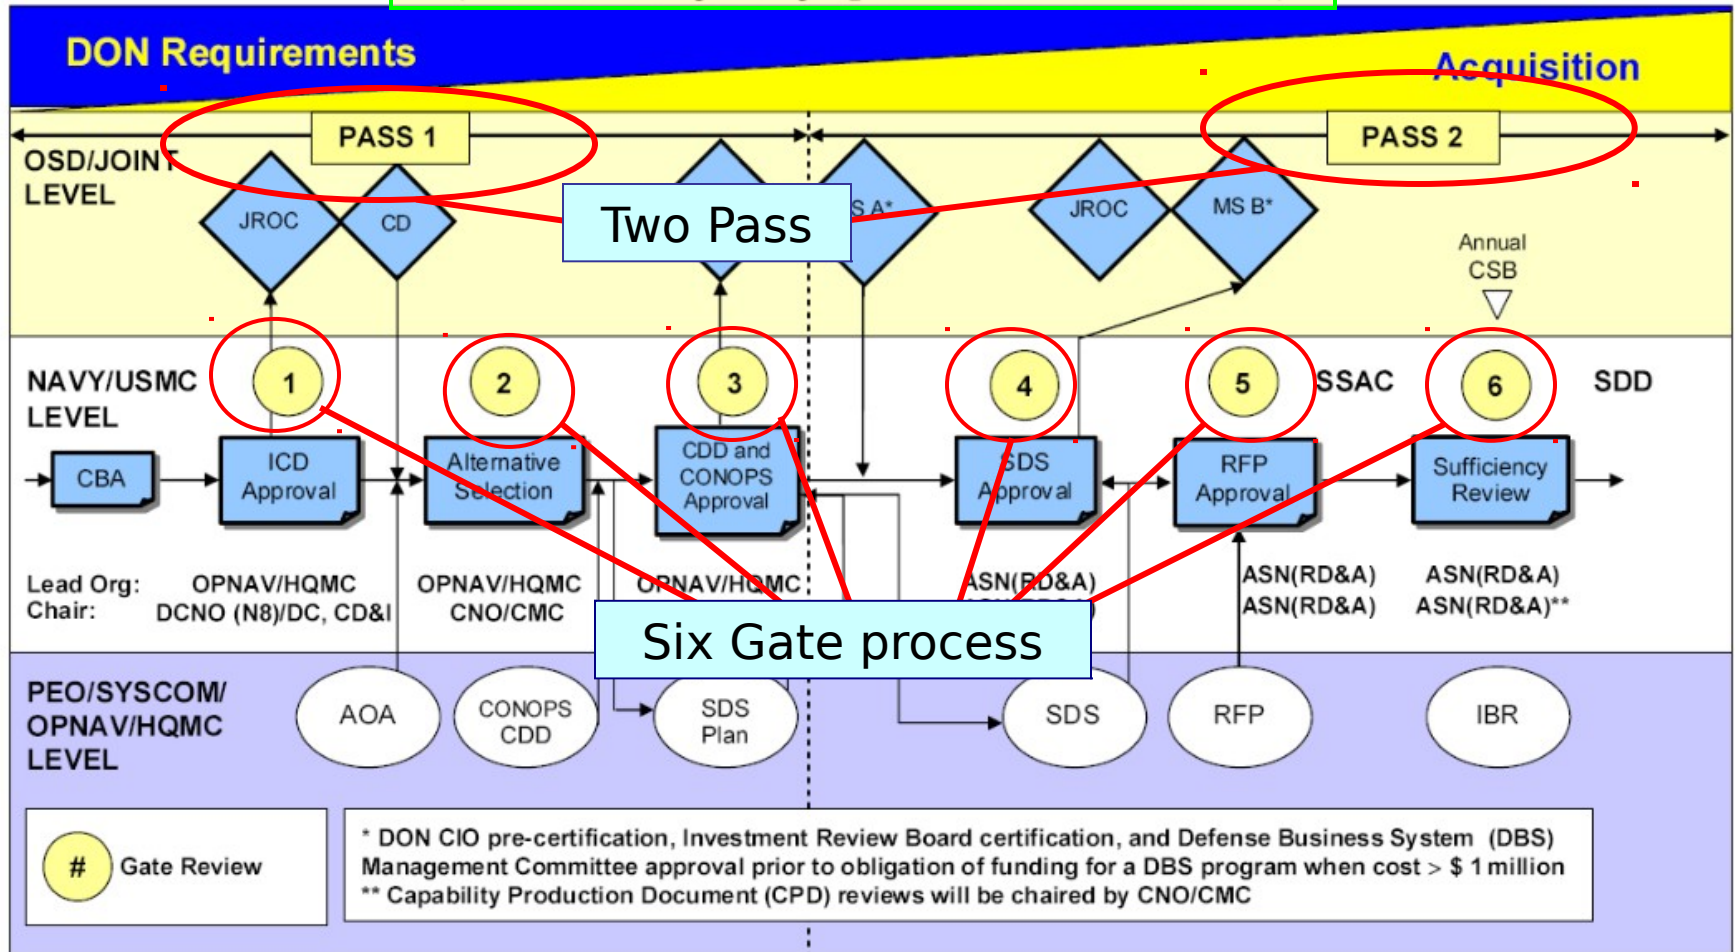 DON Requirements
Acquisition
PASS 1
PASS 2
OSD/JOINT
LEVEL
JROC
CD
Two Pass
S A*
JROC
MS B*
Annual
CSB
NAVY/USMC
LEVEL
1
2
3
4
5
SSAC
6
SDD
CBA
ICD
Approval
Alternative
Selection
CDD and
CONOPS
Approval
SDS
Approval
RFP
Approval
Sufficiency
Review
Lead Org:
Chair:
OPNAV/HQMC
DCNO (N8)/DC, CD&I
OPNAV/HQMC
CNO/CMC
OPNAV/HQMC
ASN(RD&A)
ASN(RD&A)
ASN(RD&A)
ASN(RD&A)
ASN(RD&A)**
Six Gate process
PEO/SYSCOM/
OPNAV/HQMC
LEVEL
AOA
CONOPS
CDD
SDS
Plan
SDS
RFP
IBR
#
Gate Review
* DON CIO pre-certification, Investment Review Board certification, and Defense Business System (DBS)
Management Committee approval prior to obligation of funding for a DBS program when cost > $ 1 million
** Capability Production Document (CPD) reviews will be chaired by CNO/CMC